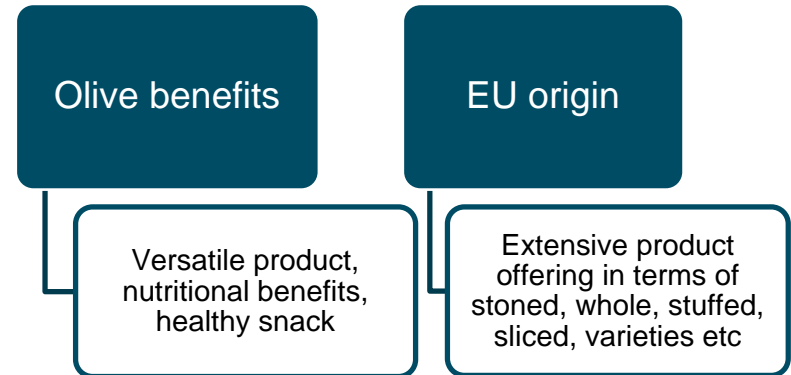 Olive benefits
Versatile product,
nutritional benefits,
healthy snack
EU origin
Extensive product
offering in terms of
stoned, whole, stuffed,
sliced, varieties etc